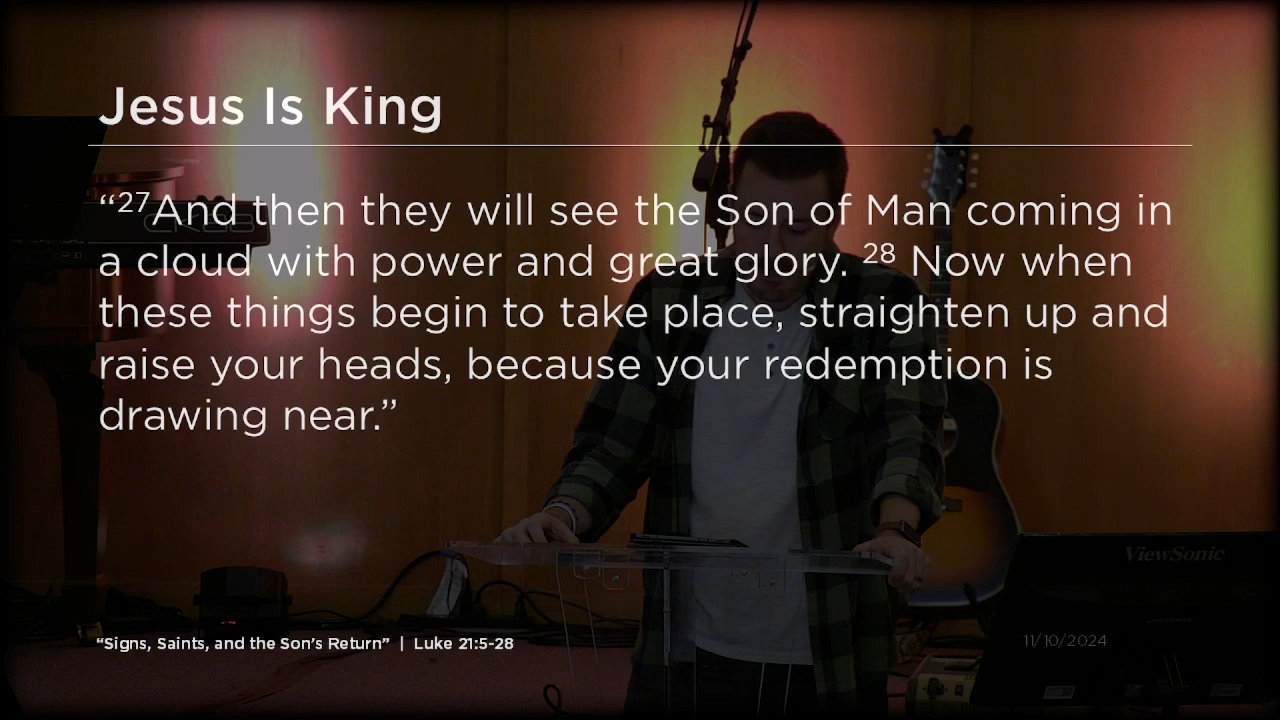 Jesus Is King
“²⁷And then they will see the Son of Man coming in
a cloud with power and great glory. ²⁸ Now when
these things begin to take place, straighten up and
raise your heads, because your redemption is
drawing near.”
“Signs, Saints, and the Son’s Return” | Luke 21:5-28
11/10/2024
ViewSonic